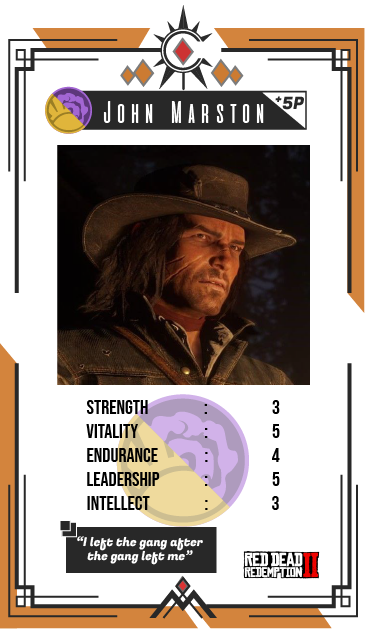 John Marston
+5P
STRENGTH : 3
VITALITY : 5
ENDURANCE : 4
LEADERSHIP : 5
INTELLECT : 3
“I left the gang after
the gang left me”
RED DEAD
REDEMPTION II